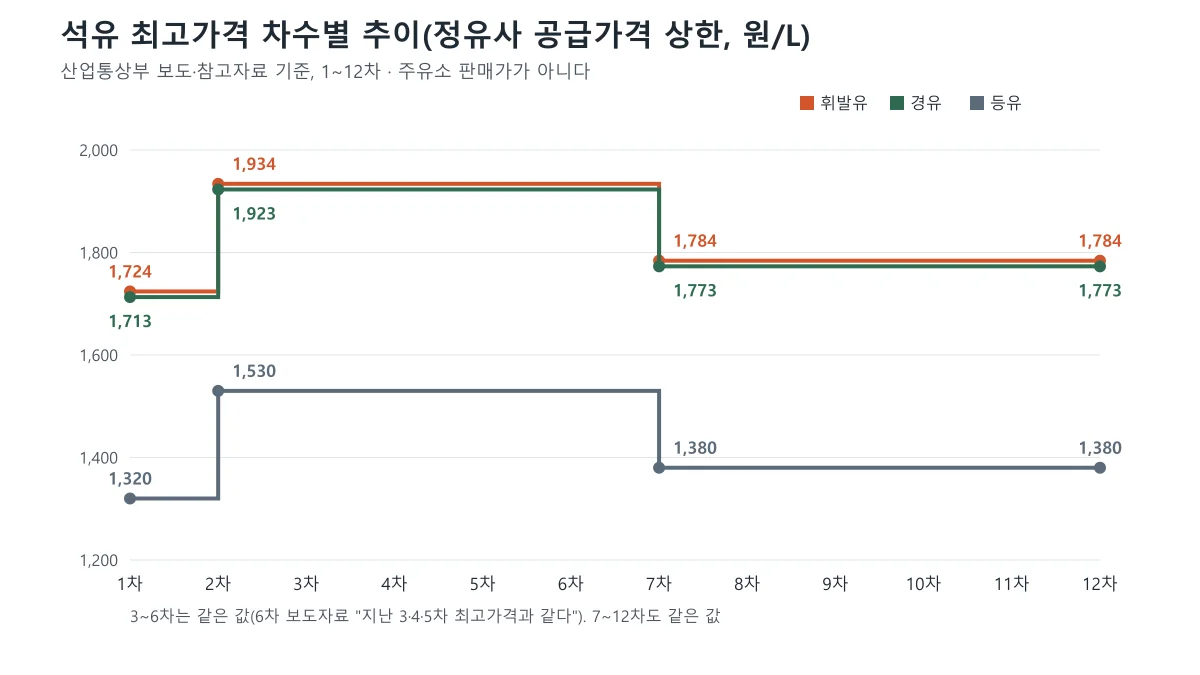 석유 최고가격 차수별 추이(정유사 공급가격 상한, 원/L)
산업통상부 보도·참고자료 기준, 1~12차 · 주유소 판매가가 아니다
휘발유 경유 등유
2,000
1,934
1,923
1,800
1,784 1,784
1,773 1,773
1,724
1,713
1,600
1,530
1,400
1,380 1,380
1,320
1,200
1차 2차 3차 4차 5차 6차 7차 8차 9차 10차 11차 12차
3~6차는 같은 값(6차 보도자료 "지난 3·4·5차 최고가격과 같다"). 7~12차도 같은 값